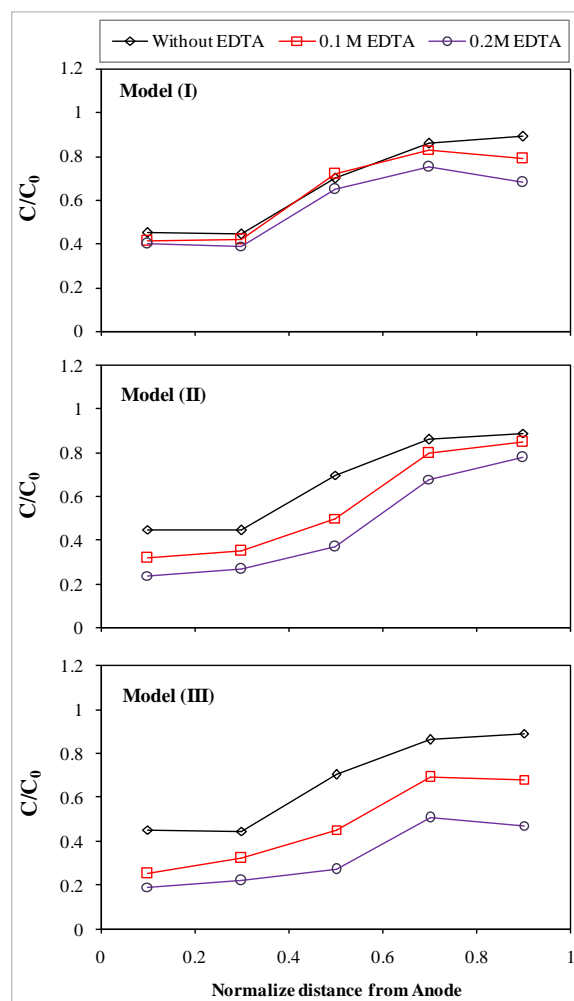 Without EDTA 0.1 M EDTA 0.2M EDTA
1.2
Model (I)
1
0.8
C/C0
0.6
0.4
0.2
0
1.2
Model (II)
1
0.8
C/C0
0.6
0.4
0.2
0
1.2
Model (III)
1
0.8
C/C0
0.6
0.4
0.2
0
0 0.2 0.4 0.6 0.8 1
Normalize distance from Anode